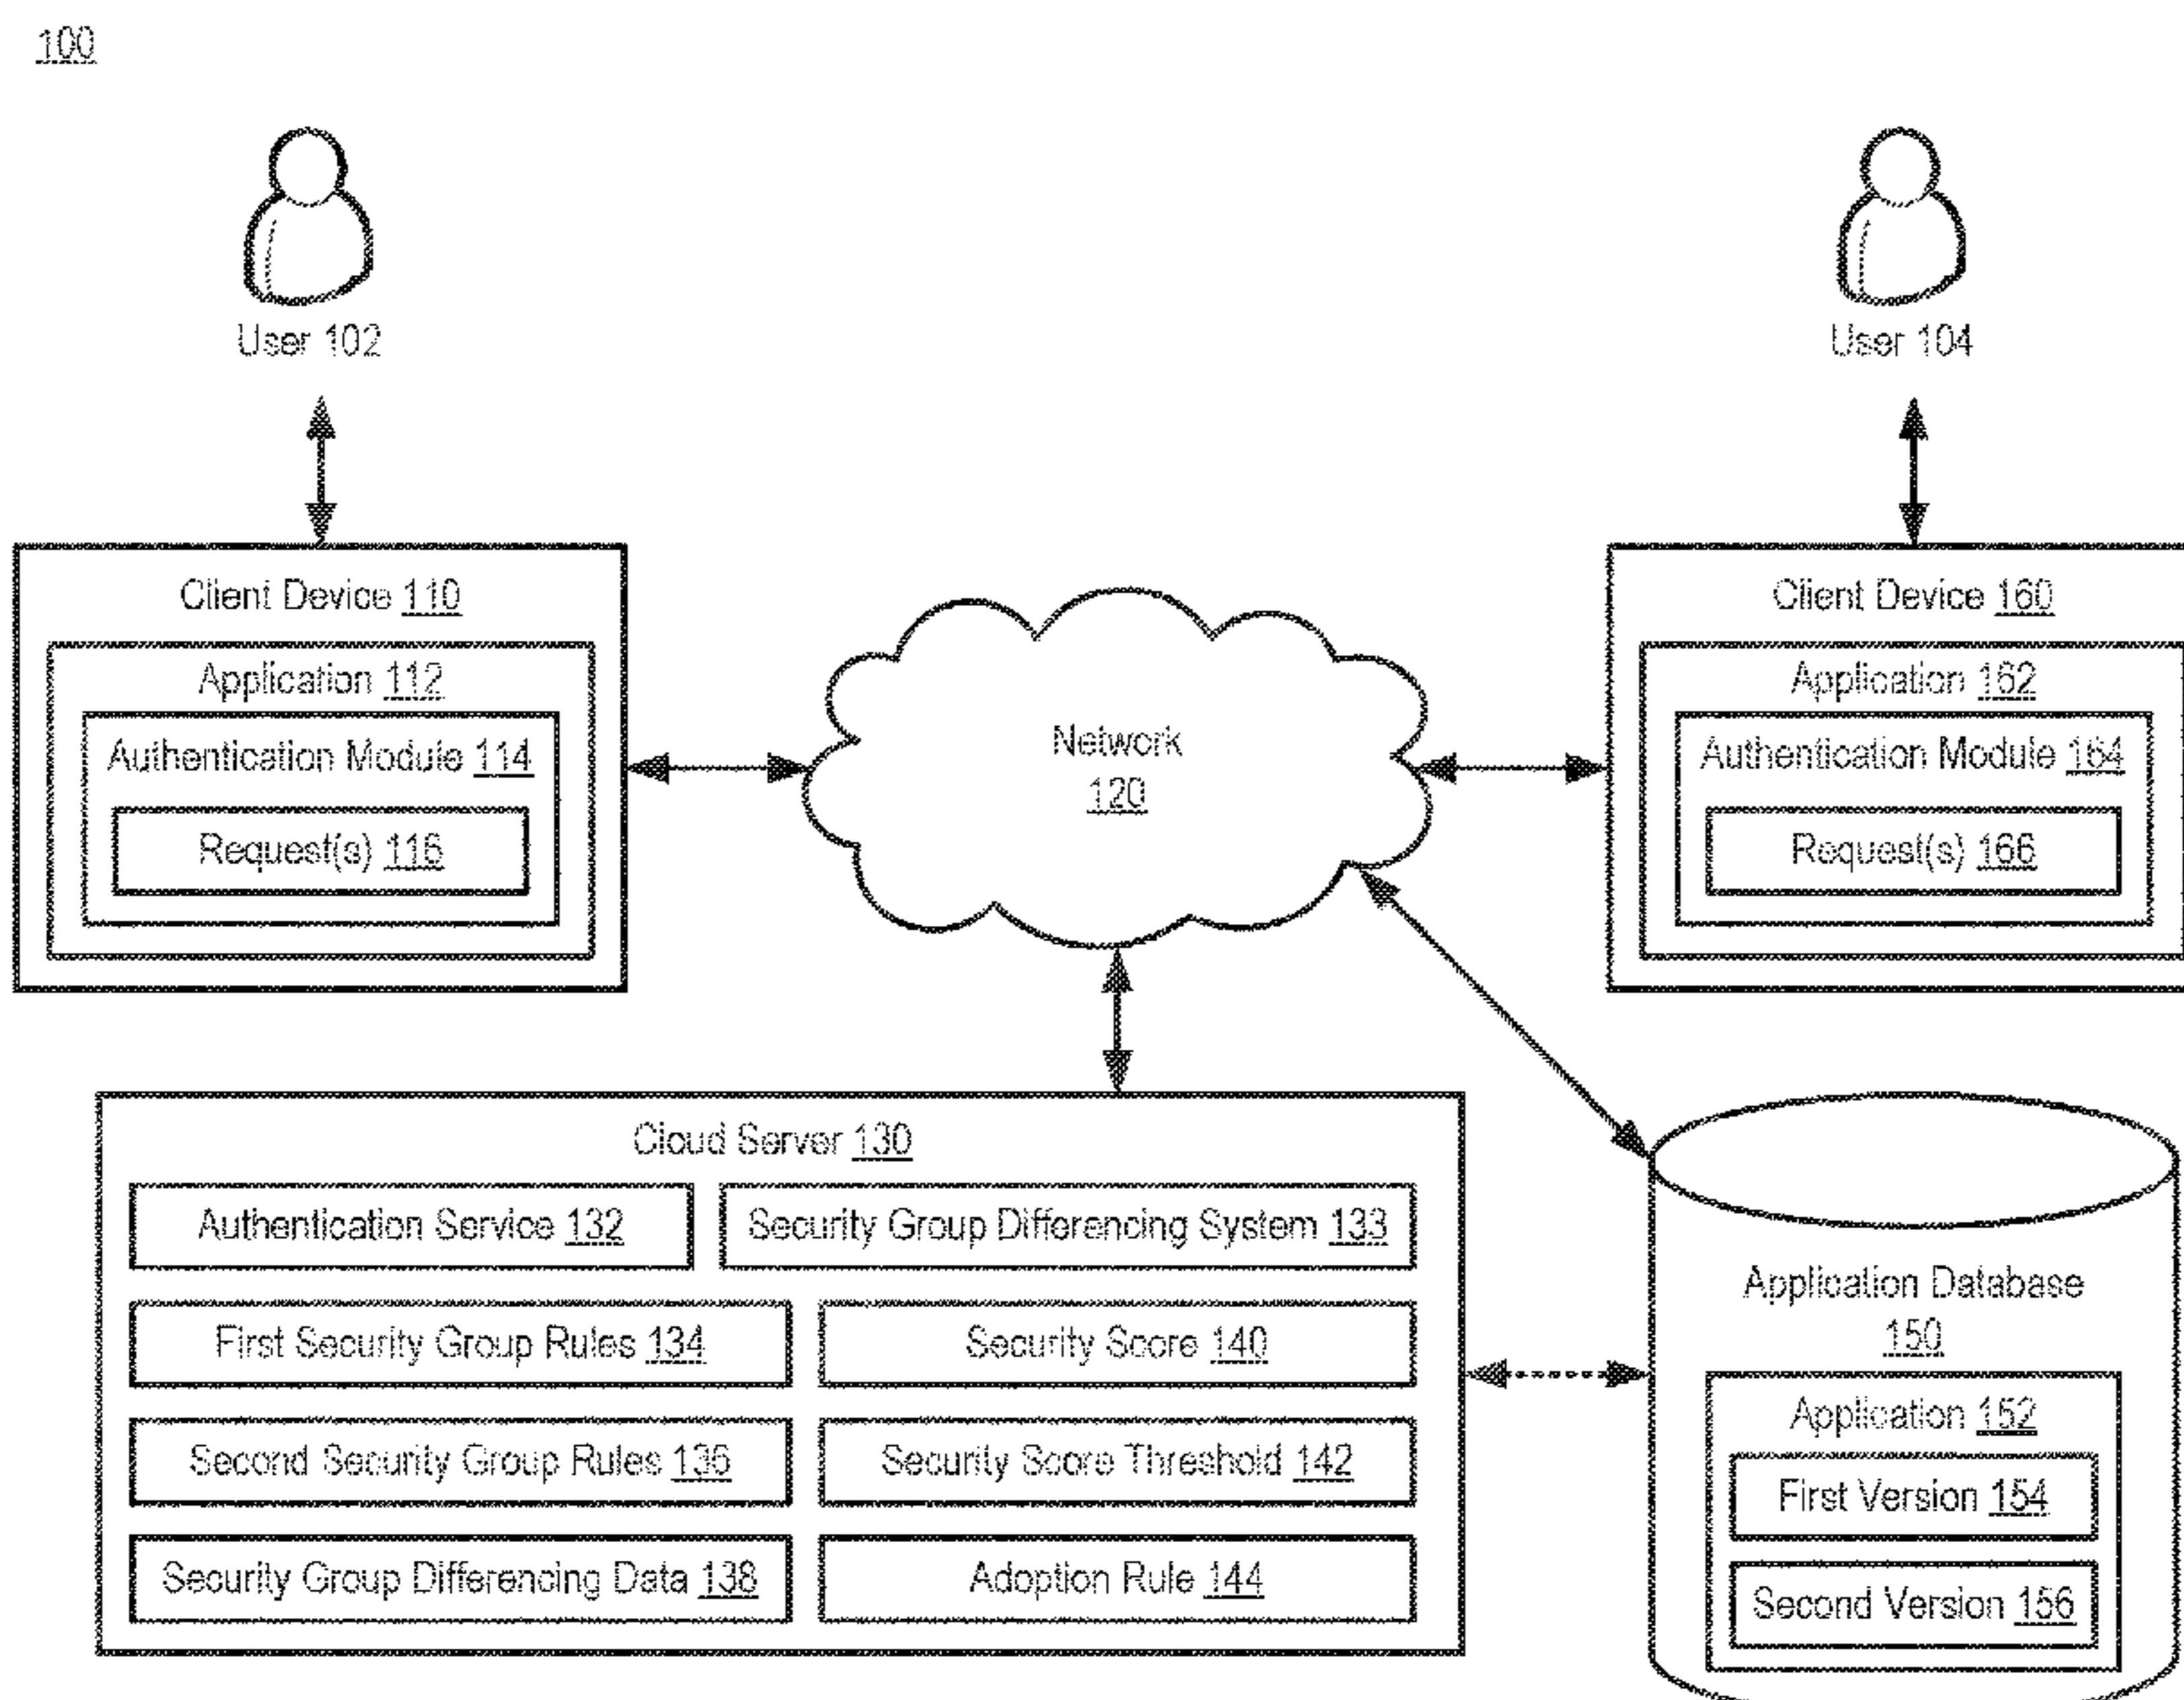 100
User 102
User 104
Client Device 110
Application 112
Authentication Module 114
Request(s) 116
Network
120
Client Device 160
Application 162
Authentication Module 164
Request(s) 166
Cloud Server 130
Authentication Service 132
Security Group Differencing System 133
First Security Group Rules 134
Security Score 140
Second Security Group Rules 136
Security Score Threshold 142
Security Group Differencing Data 138
Adoption Rule 144
Application Database
150
Application 152
First Version 154
Second Version 156